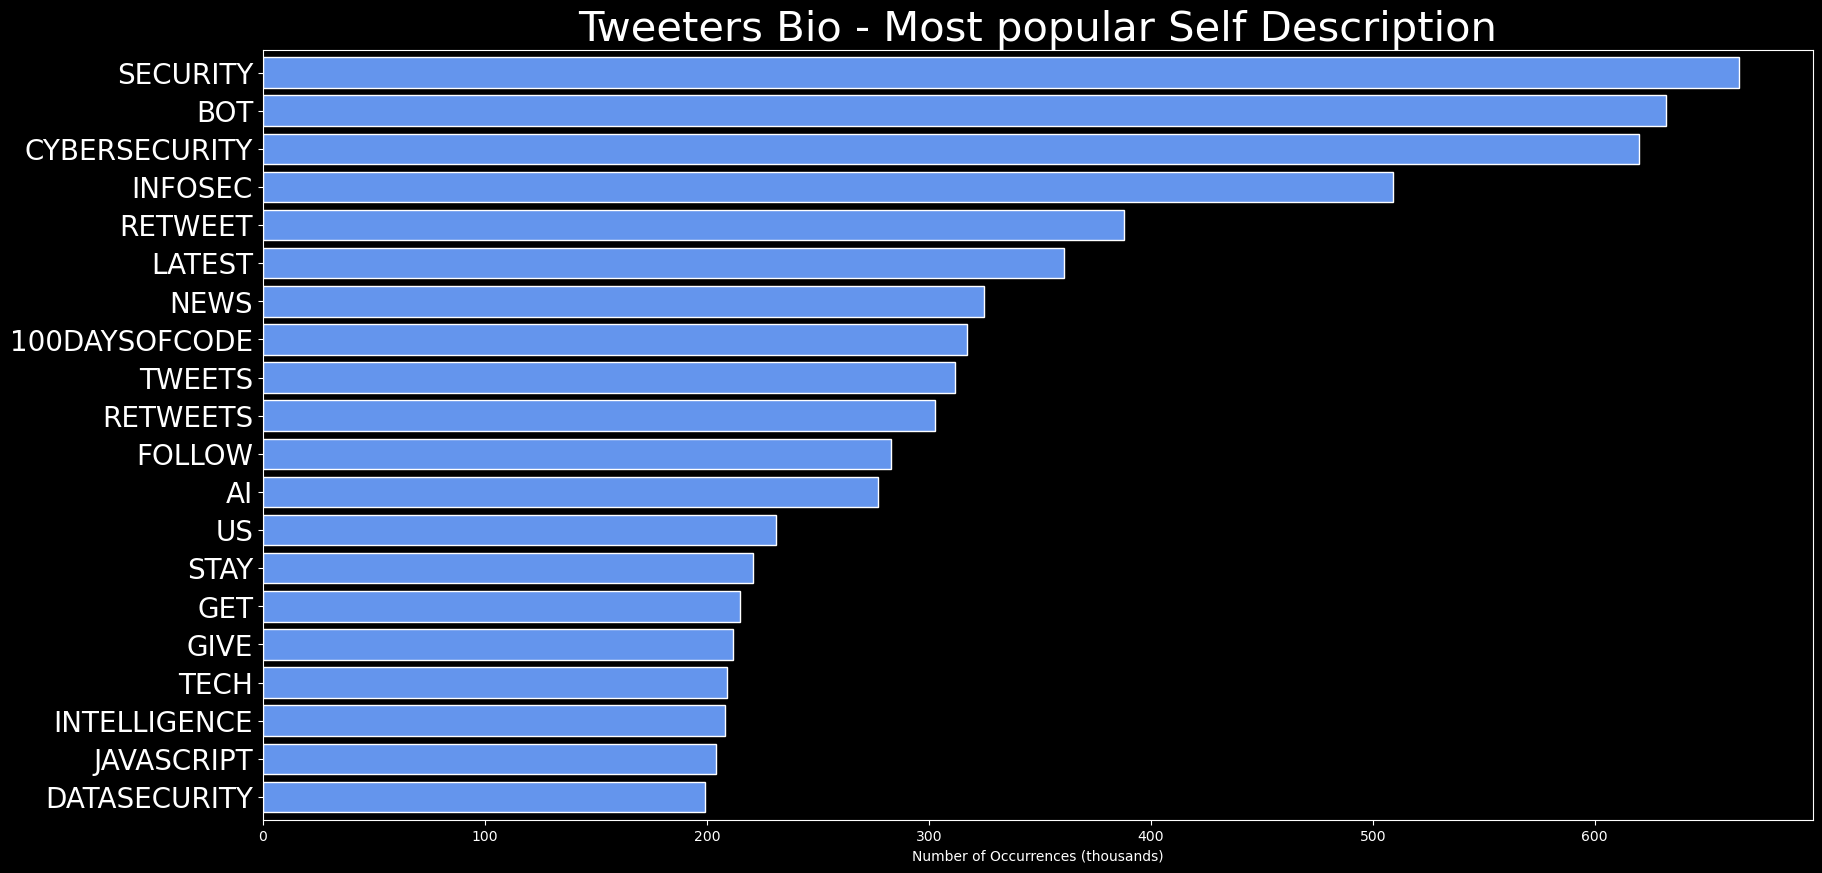 Tweeters Bio - Most popular Self Description
SECURITY
BOT
CYBERSECURITY
INFOSEC
RETWEET
LATEST
NEWS
100DAYSOFCODE
TWEETS
RETWEETS
FOLLOW
AI
US
STAY
GET
GIVE
TECH
INTELLIGENCE
JAVASCRIPT
DATASECURITY
0 100 200 300 400 500 600
Number of Occurrences (thousands)